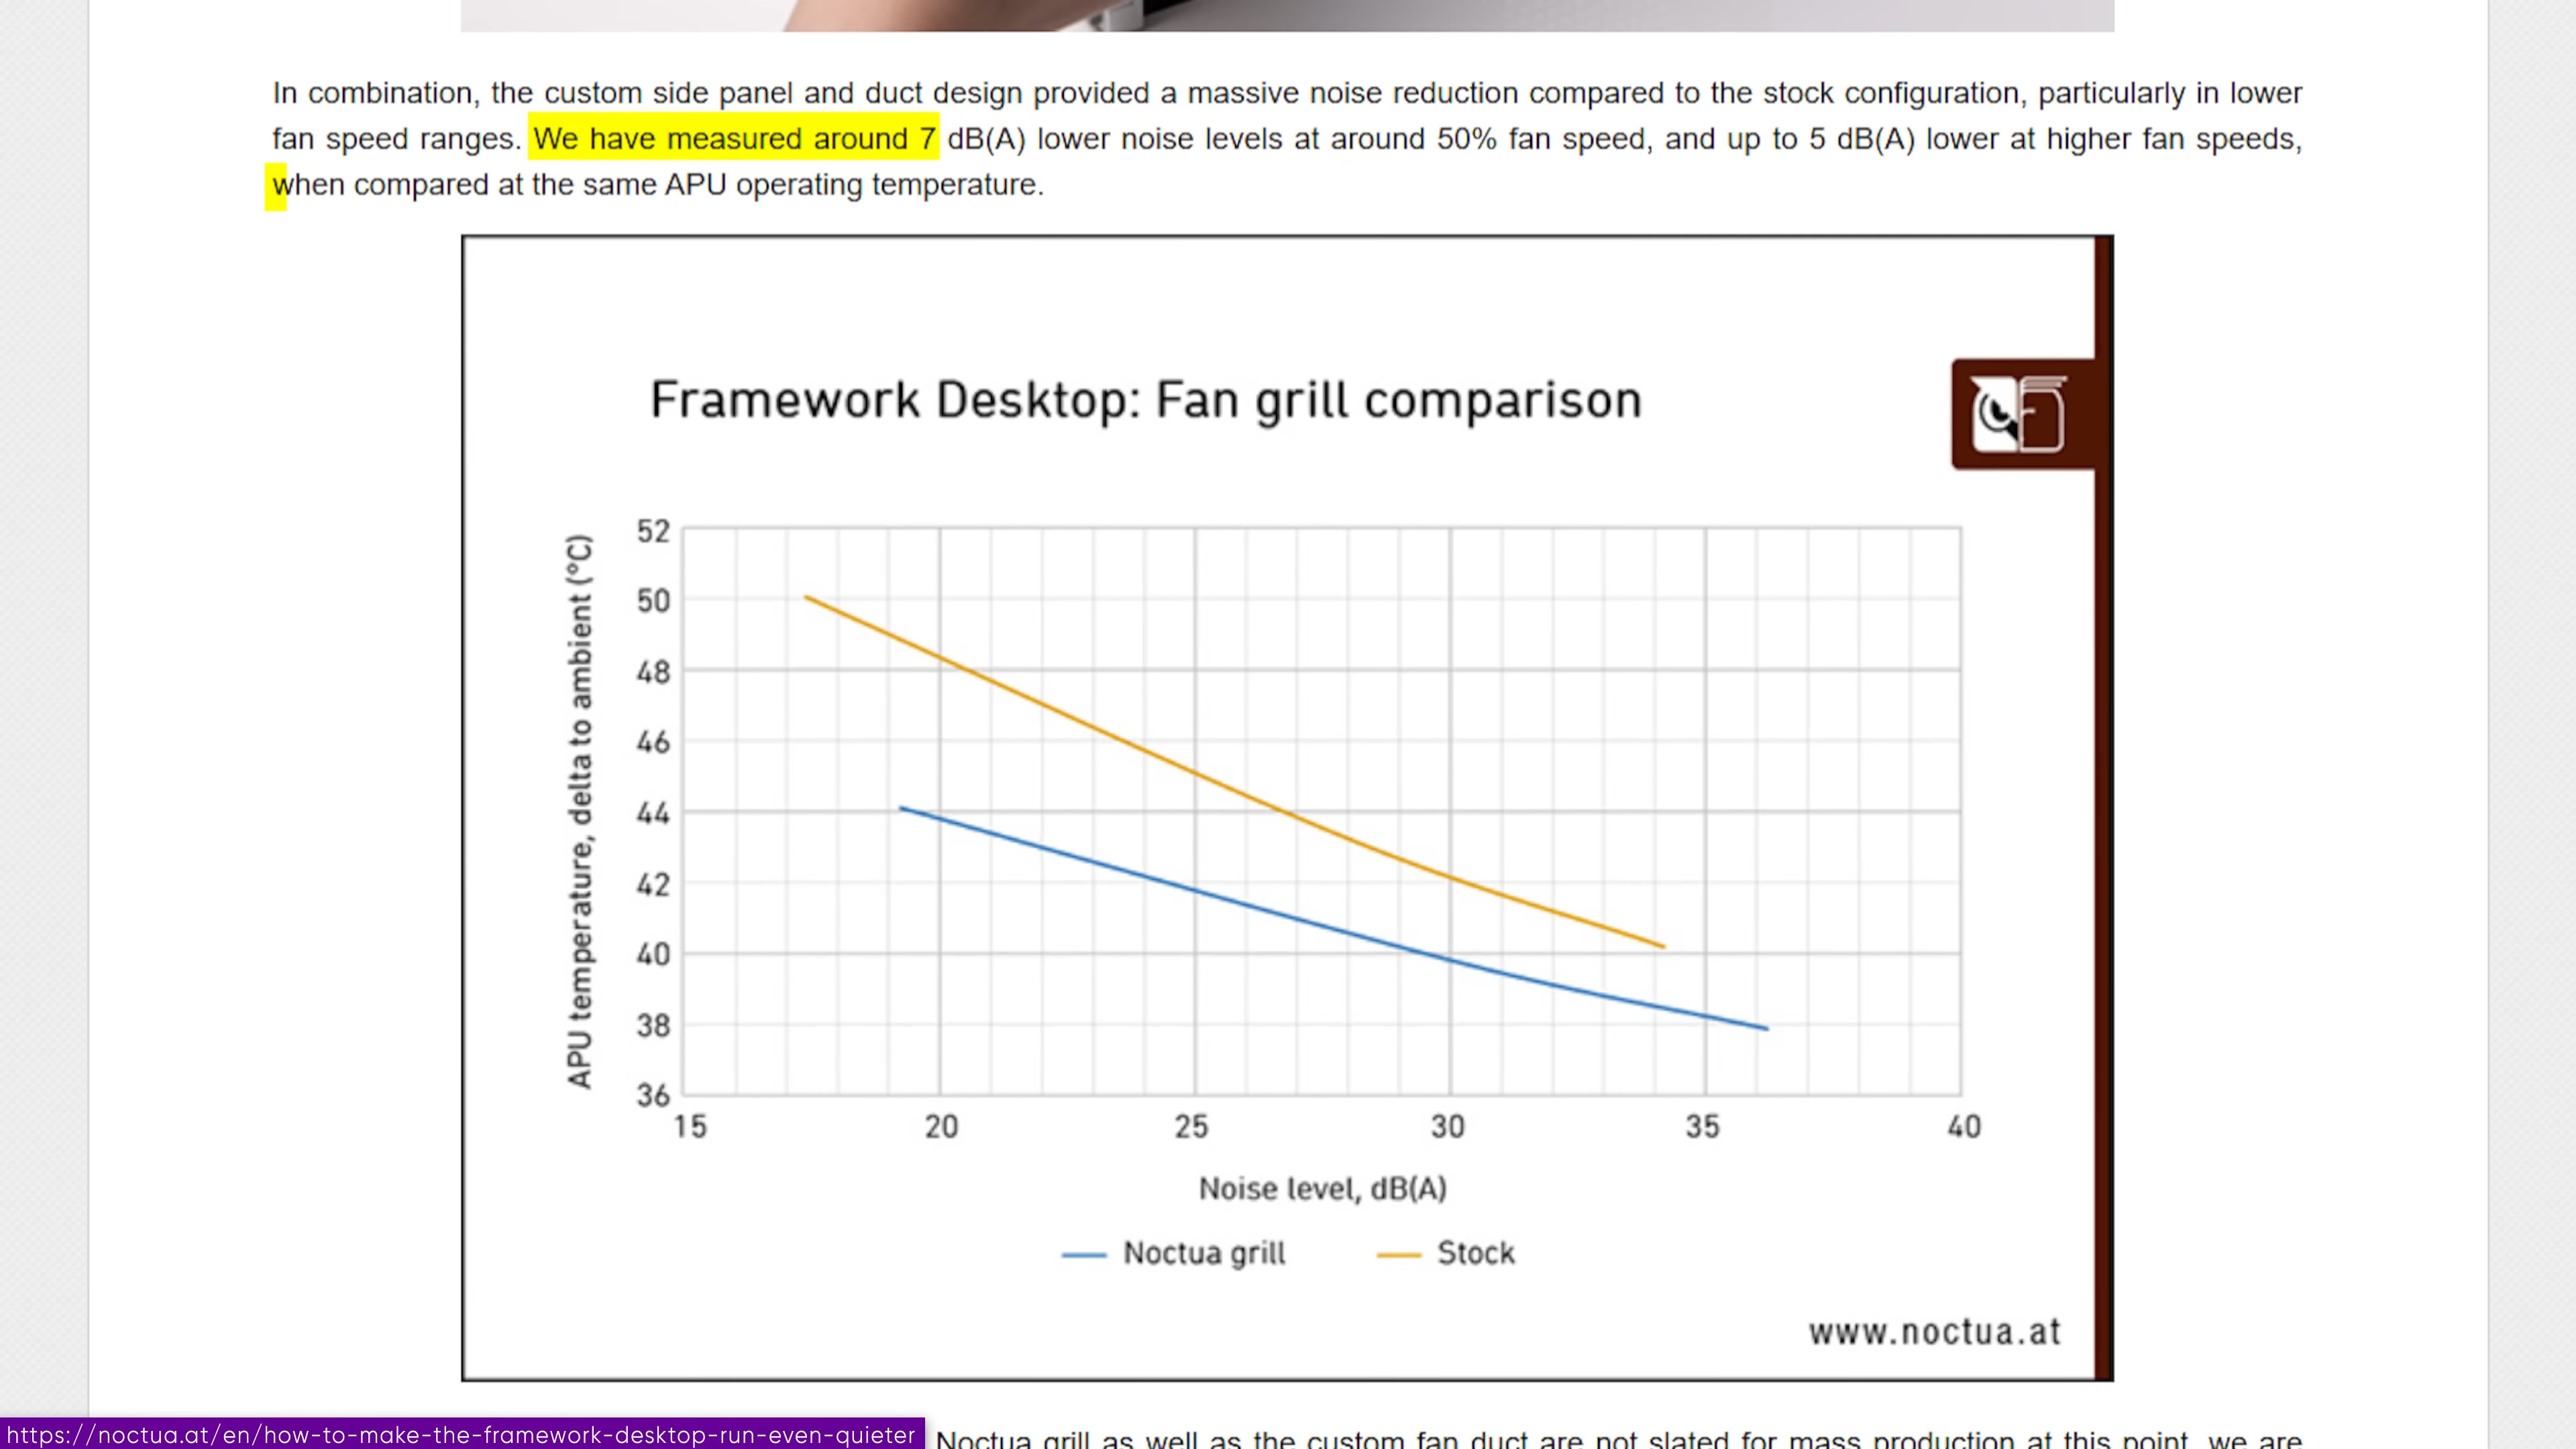 In combination, the custom side panel and duct design provided a massive noise reduction compared to the stock configuration, particularly in lower
fan speed ranges. We have measured around 7 dB(A) lower noise levels at around 50% fan speed, and up to 5 dB(A) lower at higher fan speeds,
when compared at the same APU operating temperature.
Framework Desktop: Fan grill comparison
APU temperature, delta to ambient (°C)
52
50
48
46
44
42
40
38
36
15 20 25 30 35 40
Noise level, dB(A)
Noctua grill Stock
www.noctua.at
https://noctua.at/en/how-to-make-the-framework-desktop-run-even-quieter
Noctua grill as well as the custom fan duct are not slated for mass production at this point, we are